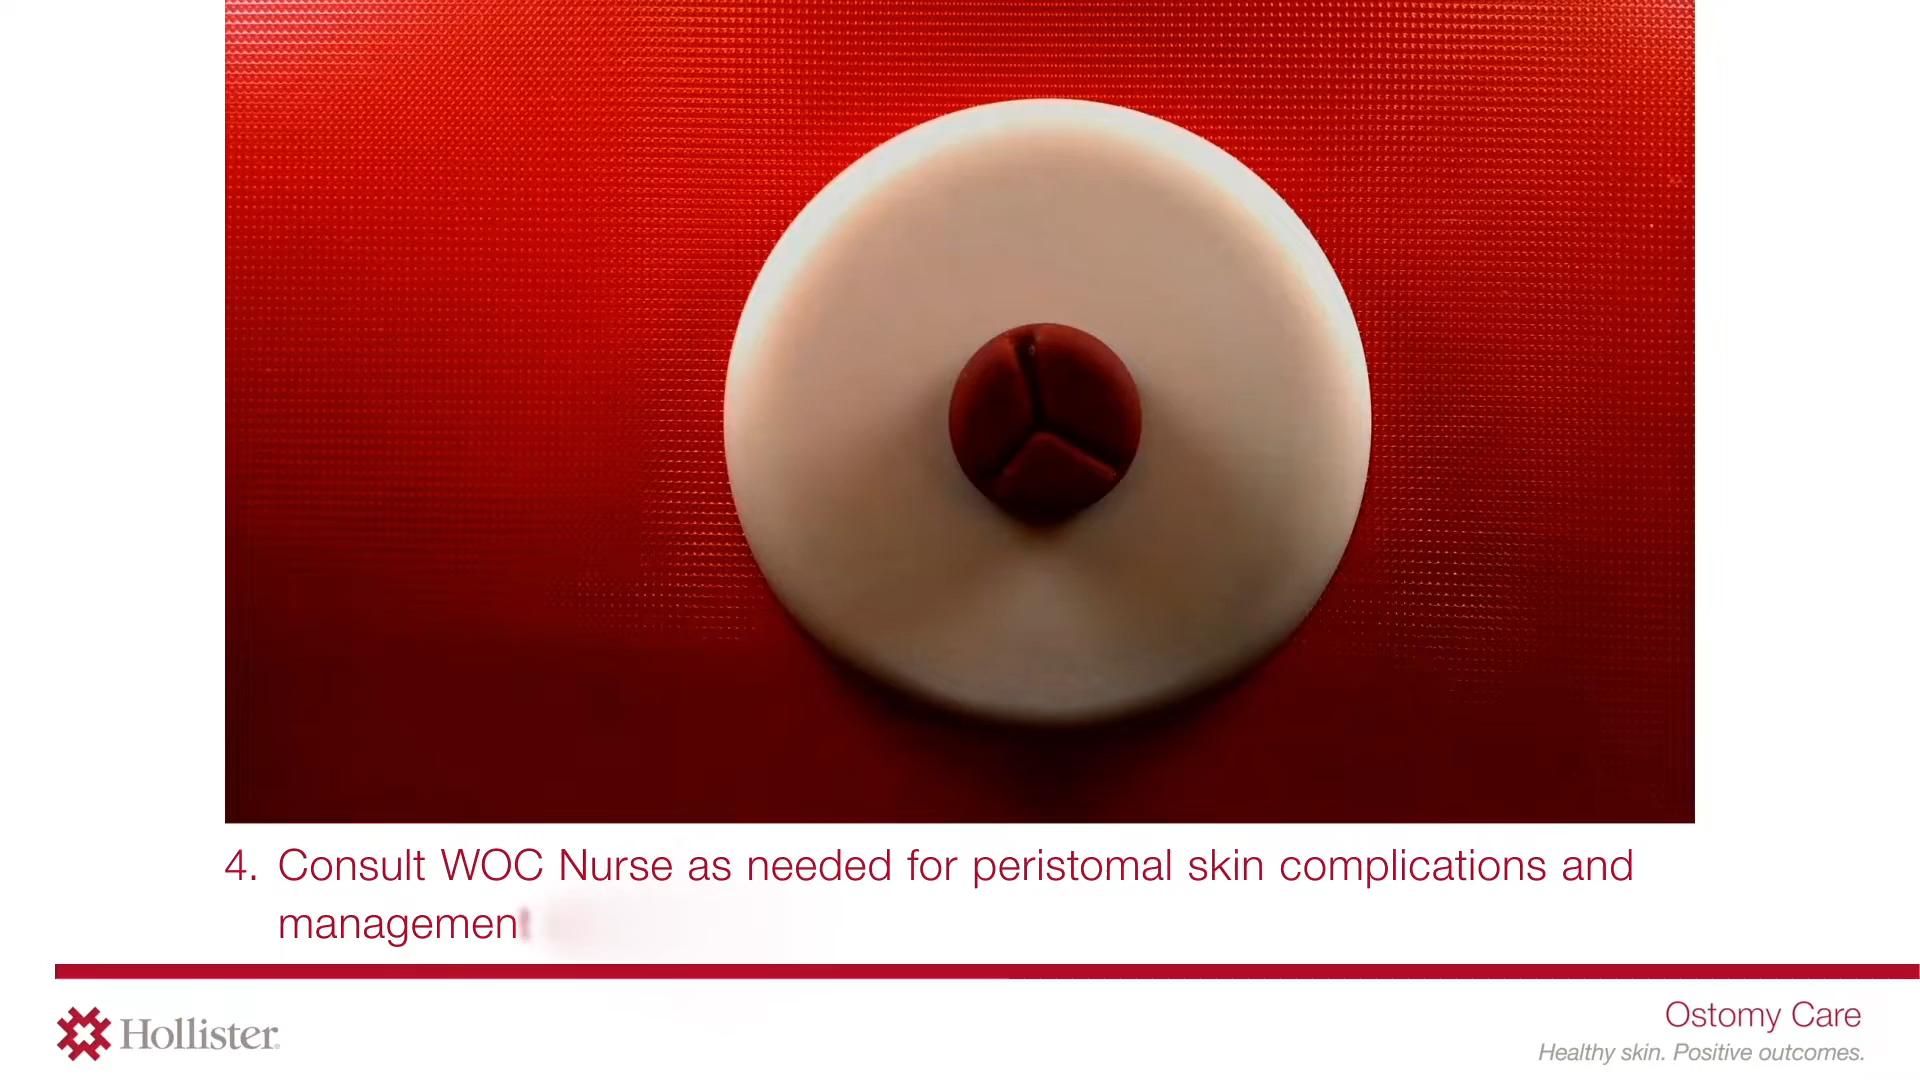 4. Consult WOC Nurse as needed for peristomal skin complications and
management
Hollister
Ostomy Care
Healthy skin. Positive outcomes.